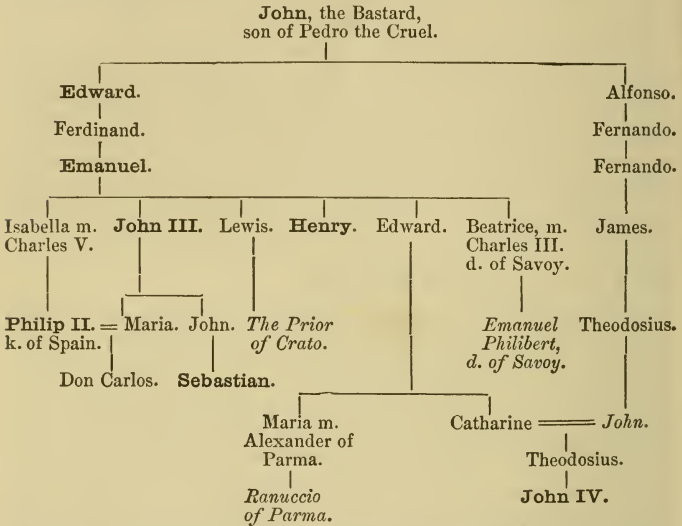 John, the Bastard,
son of Pedro the Cruel.
Edward. Alfonso.
Ferdinand. Fernando.
Emanuel. Fernando.
Isabella m. John III. Lewis. Henry. Edward. Beatrice, m. James.
Charles V. Charles III.
d. of Savoy.
Philip II. = Maria. John. The Prior Emanuel Theodosius.
k. of Spain. of Crato. Philibert,
Don Carlos. Sebastian. d. of Savoy.
Maria m. Catharine = John.
Alexander of
Parma. Theodosius.
Ranuccio John IV.
of Parma.